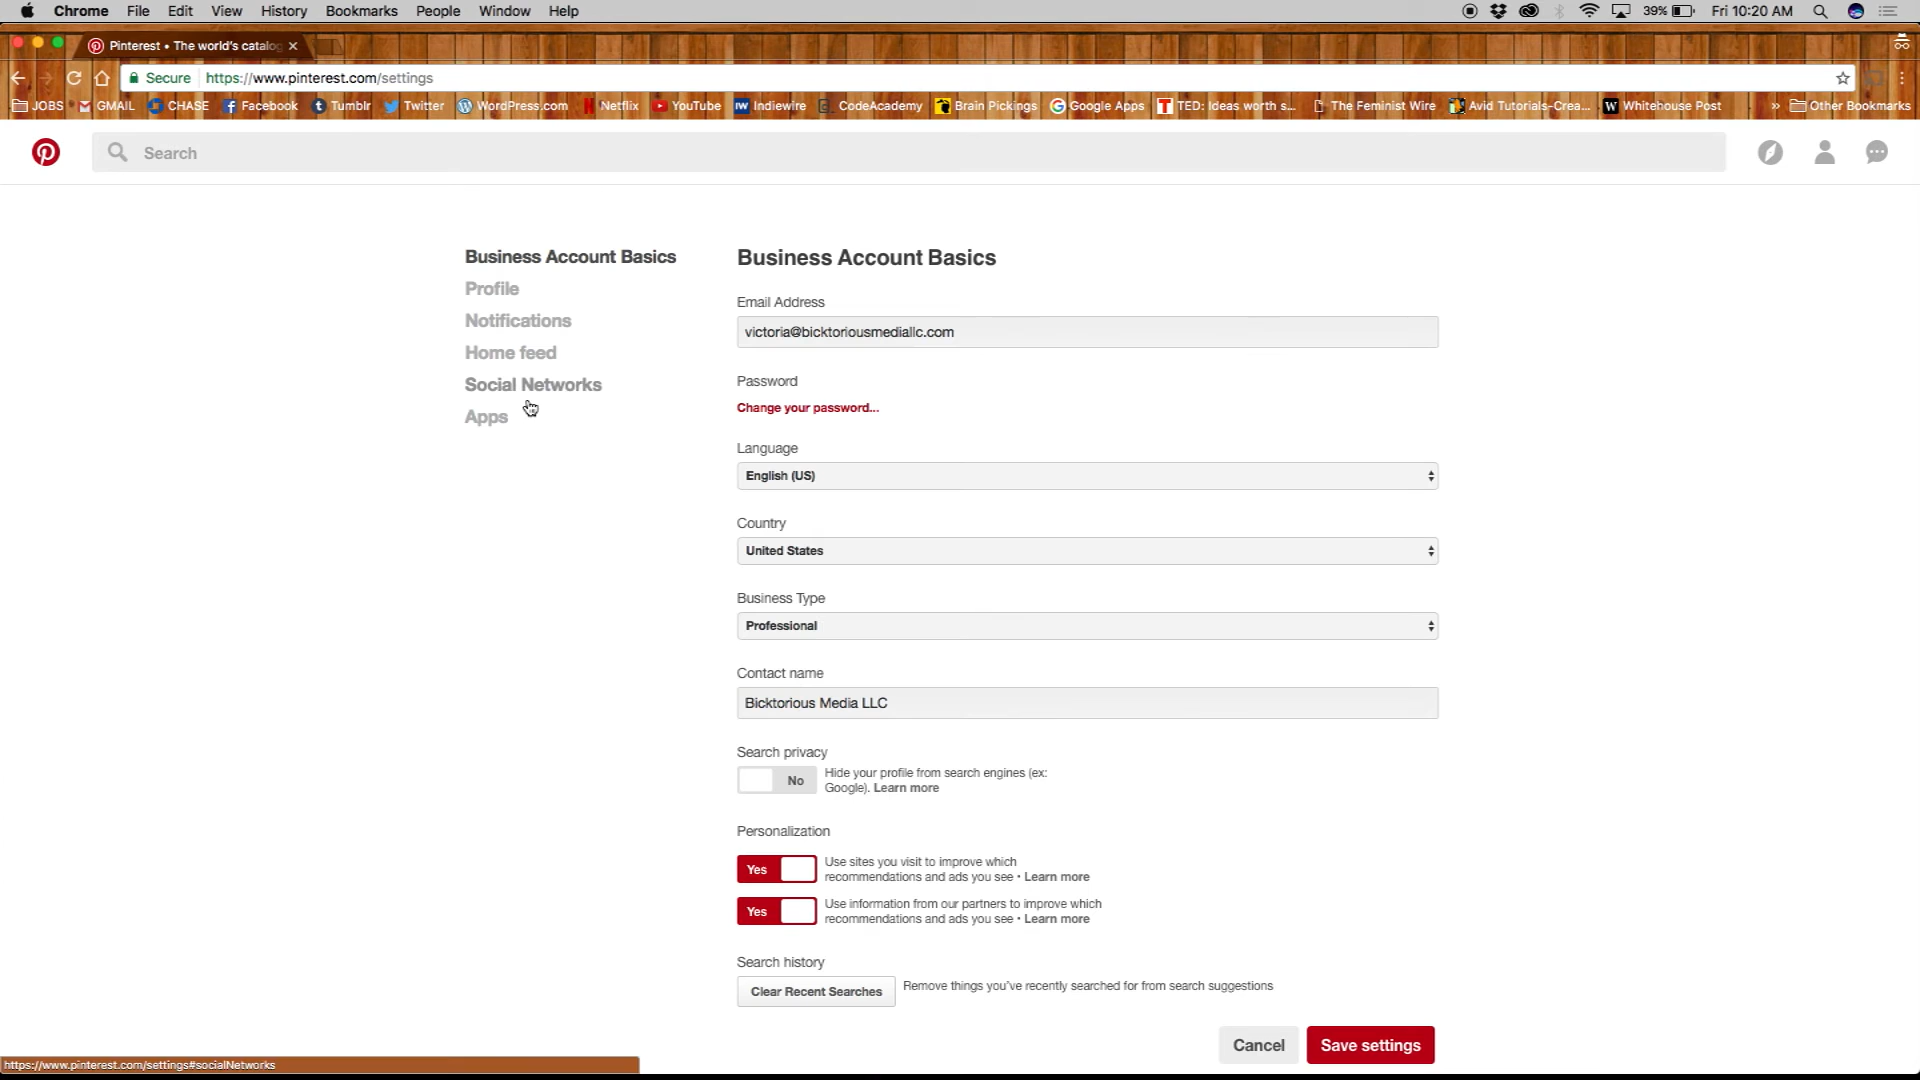 Chrome File Edit View History Bookmarks People Window Help 39% Fri 10:20 AM
Pinterest • The world's catalog
Secure https://www.pinterest.com/settings
JOBS GMAIL CHASE Facebook Tumblr Twitter WordPress.com Netflix YouTube Indiewire CodeAcademy Brain Pickings Google Apps TED: Ideas worth s... The Feminist Wire Avid Tutorials-Crea... Whitehouse Post » Other Bookmarks
Search
Business Account Basics
Profile
Notifications
Home feed
Social Networks
Apps
Business Account Basics
Email Address
victoria@bicktoriousmediallc.com
Password
Change your password...
Language
English (US)
Country
United States
Business Type
Professional
Contact name
Bicktorious Media LLC
Search privacy
No
Hide your profile from search engines (ex:
Google). Learn more
Personalization
Yes
Use sites you visit to improve which
recommendations and ads you see • Learn more
Yes
Use information from our partners to improve which
recommendations and ads you see • Learn more
Search history
Clear Recent Searches
Remove things you've recently searched for from search suggestions
Cancel
Save settings
https://www.pinterest.com/settings#socialNetworks